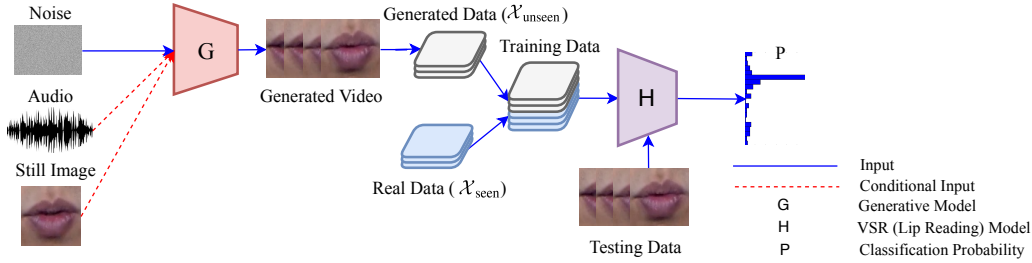 Noise
Audio
Still Image
G
Generated Video
Generated Data (𝒳unseen)
Training Data
Real Data ( 𝒳seen)
H
Testing Data
P
Input
Conditional Input
G Generative Model
H VSR (Lip Reading) Model
P Classification Probability